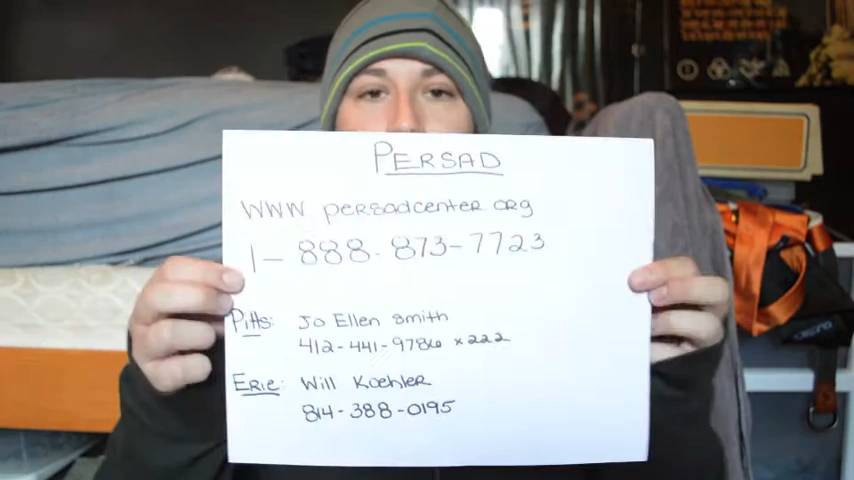 PERSAD
WWW persadcenter.org
1-888-873-7723
Pitts: Jo Ellen Smith
412-441-9786 x222
Erie: Will Koehler
814-388-0195